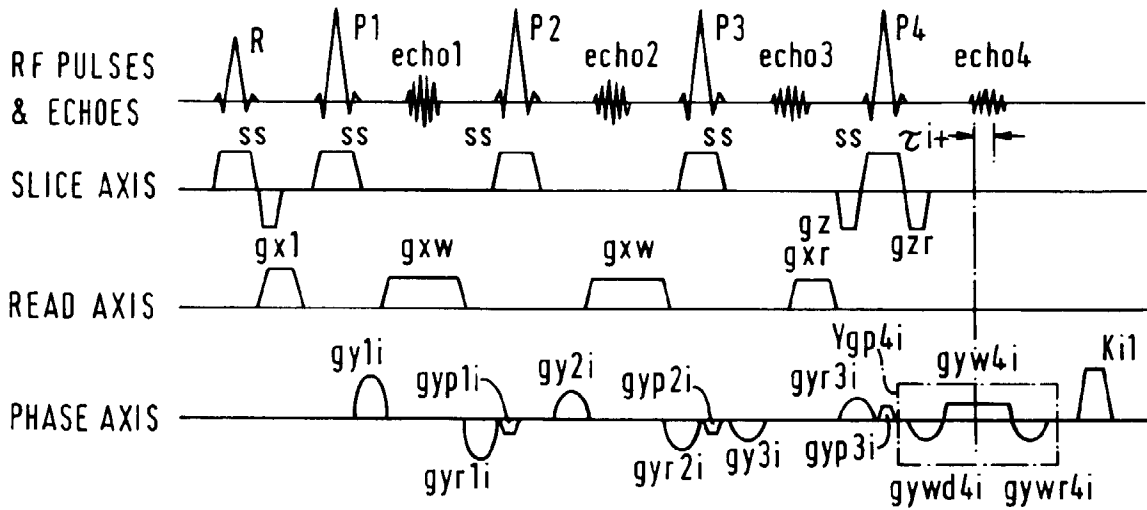 R P1 P2 P3 P4
RF PULSES echo1 echo2 echo3 echo4
& ECHOES
ss ss ss ss ss τi+
SLICE AXIS
gz gzr
gx1 gxw gxw gxr
READ AXIS
Ygp4i
gy1i gyp1i gy2i gyp2i gyr3i gyw4i Ki1
PHASE AXIS
gyr1i gyr2i gy3i gyp3i
gywd4i gywr4i